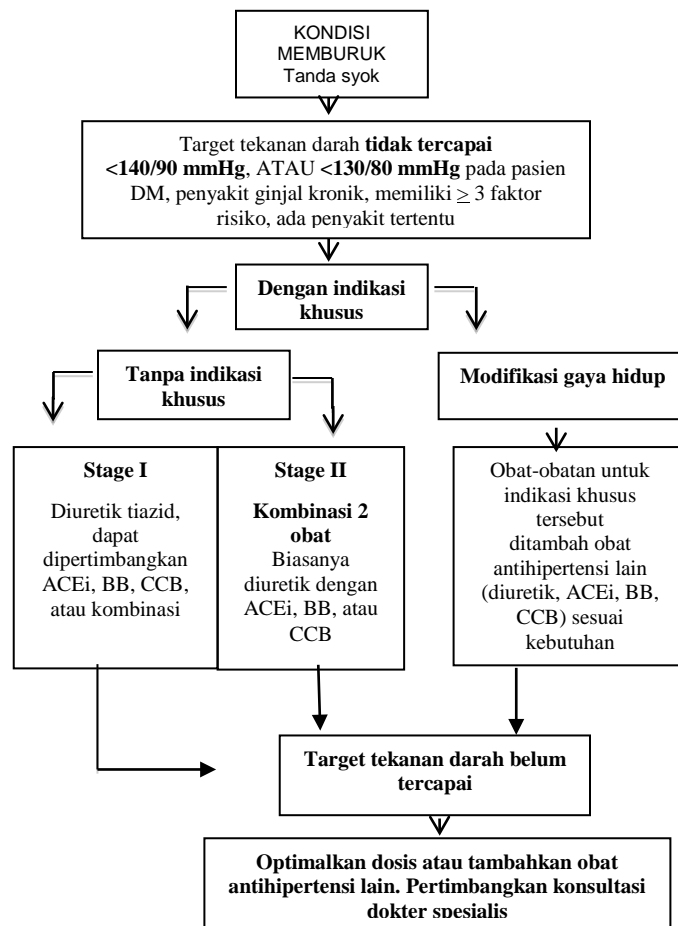 KONDISI
MEMBURUK
Tanda syok
Target tekanan darah tidak tercapai
<140/90 mmHg, ATAU <130/80 mmHg pada pasien
DM, penyakit ginjal kronik, memiliki ≥ 3 faktor
risiko, ada penyakit tertentu
Dengan indikasi
khusus
Tanpa indikasi
khusus
Modifikasi gaya hidup
Stage I
Diuretik tiazid,
dapat
dipertimbangkan
ACEi, BB, CCB,
atau kombinasi
Stage II
Kombinasi 2
obat
Biasanya
diuretik dengan
ACEi, BB, atau
CCB
Obat-obatan untuk
indikasi khusus
tersebut
ditambah obat
antihipertensi lain
(diuretik, ACEi, BB,
CCB) sesuai
kebutuhan
Target tekanan darah belum
tercapai
Optimalkan dosis atau tambahkan obat
antihipertensi lain. Pertimbangkan konsultasi
dokter spesialis